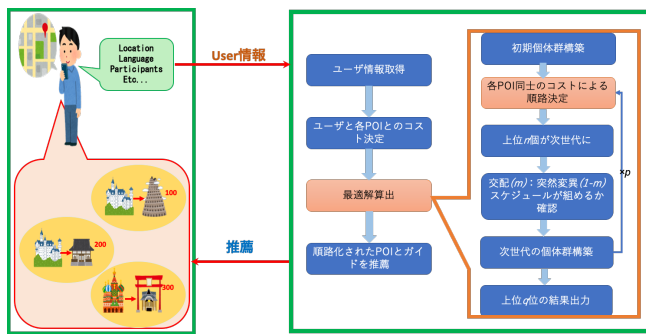 Location
Language
Participants
Etc...
User情報
100
200
300
推薦
ユーザ情報取得
ユーザと各POIとのコス
ト決定
最適解算出
順路化されたPOIとガイ
ドを推薦
初期個体群構築
各POI同士のコストによる
順路決定
上位n個が次世代に
交配(m)：突然変異(1-m)
スケジュールが組めるか
確認
次世代の個体群構築
上位q位の結果出力
×p